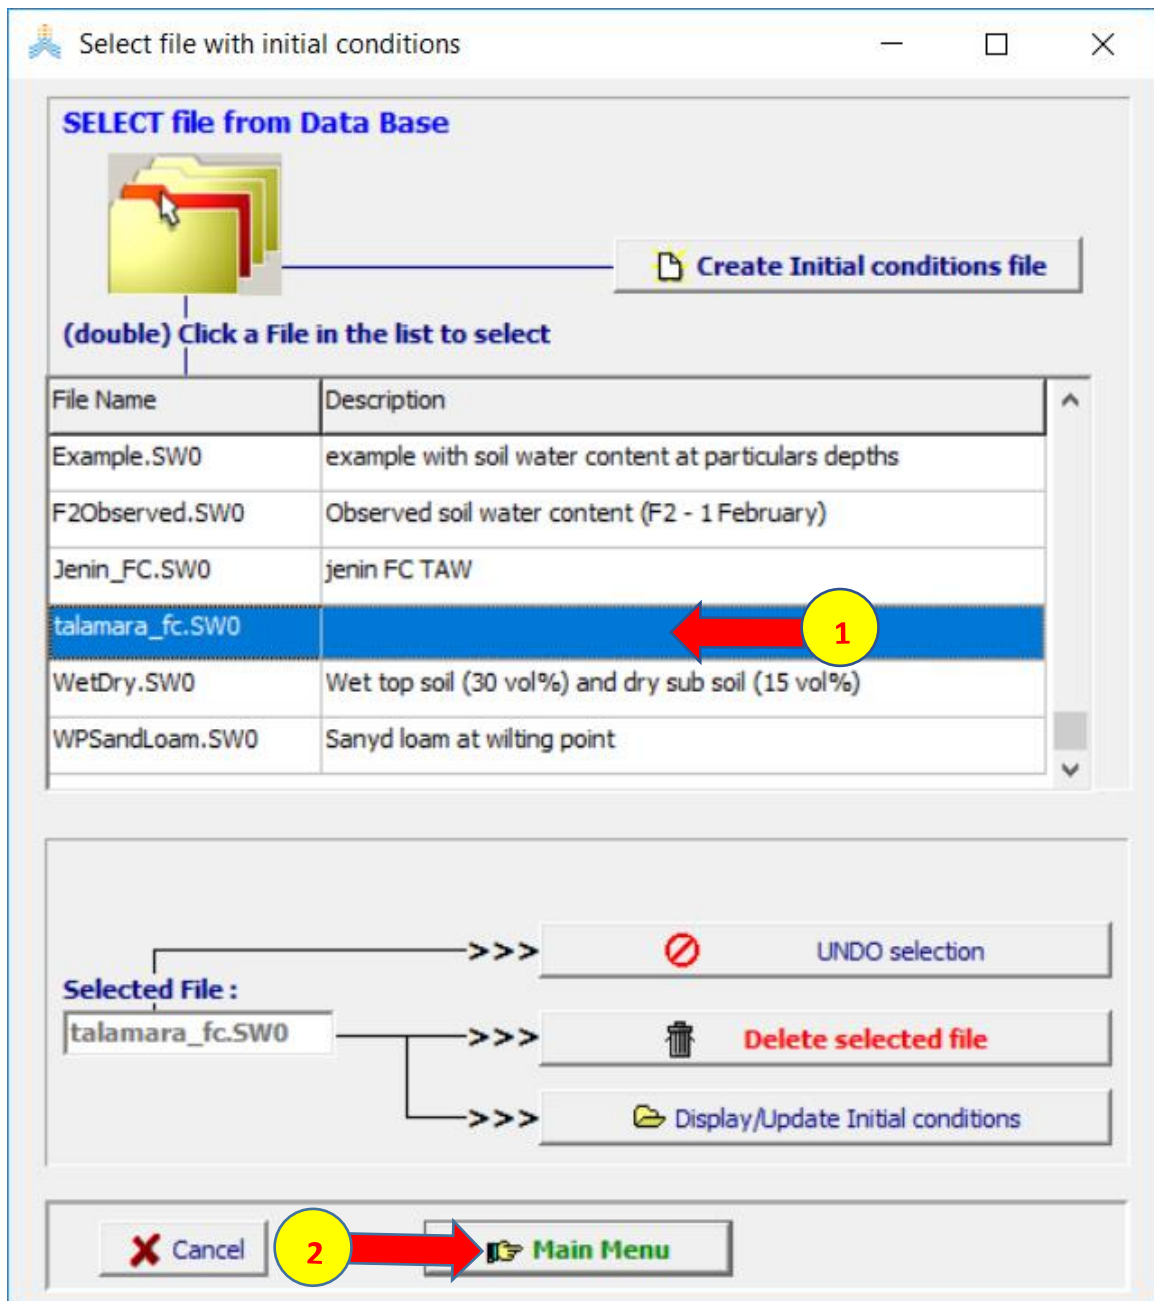 Select file with initial conditions
SELECT file from Data Base
Create Initial conditions file
(double) Click a File in the list to select
File Name Description
Example.SW0 example with soil water content at particulars depths
F2Observed.SW0 Observed soil water content (F2 - 1 February)
Jenin_FC.SW0 jenin FC TAW
talamara_fc.SW0 1
WetDry.SW0 Wet top soil (30 vol%) and dry sub soil (15 vol%)
WPSandLoam.SW0 Sanyd loam at wilting point
>>> UNDO selection
Selected File :
talamara_fc.SW0 >>> Delete selected file
>>> Display/Update Initial conditions
Cancel 2 Main Menu